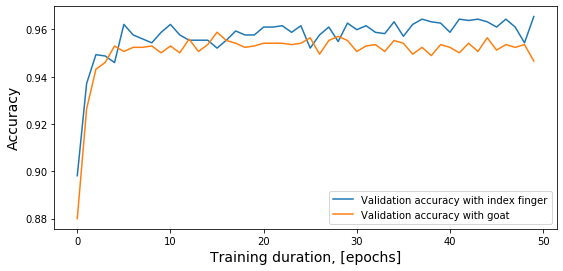 Accuracy
0.96
0.94
0.92
0.90
0.88
0
10
20
30
40
50
Training duration, [epochs]
Validation accuracy with index finger
Validation accuracy with goat